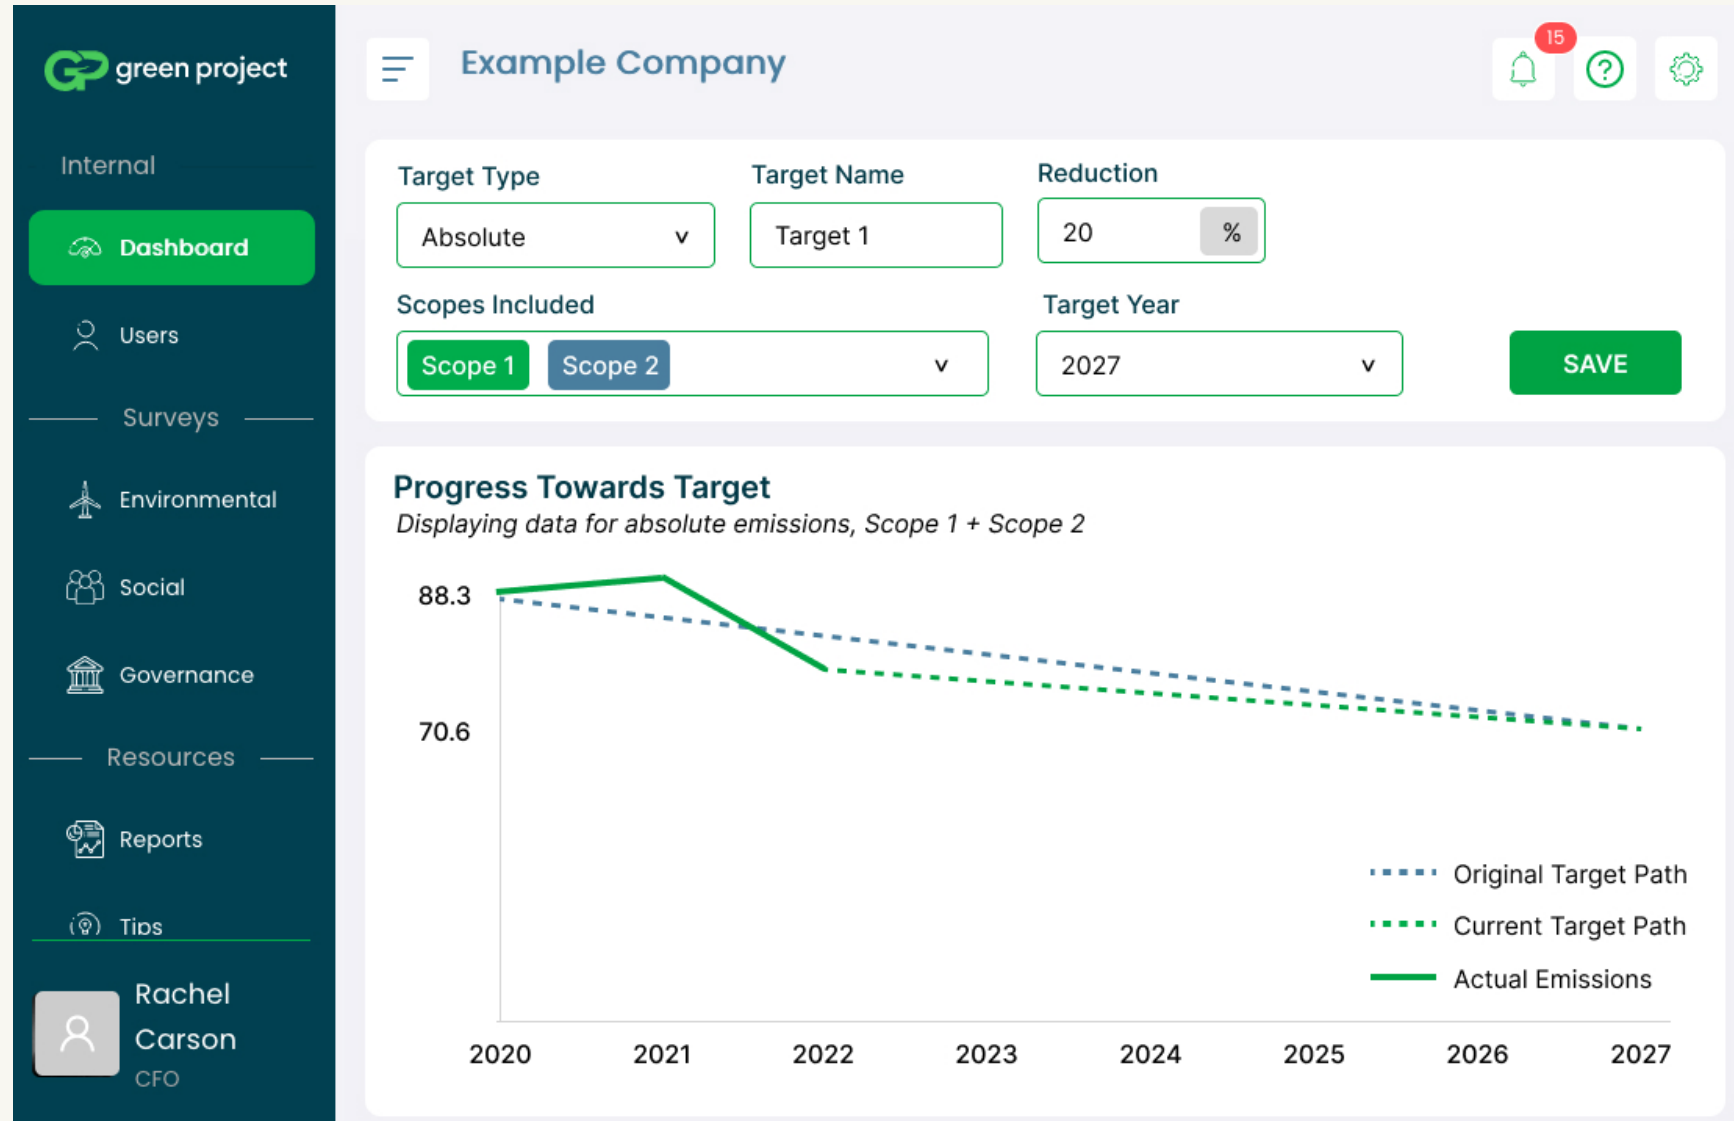 green project
Internal
Dashboard
Users
Surveys
Environmental
Social
Governance
Resources
Reports
Tips
Rachel
Carson
CFO
Example Company
15
?
Target Type
Target Name
Reduction
Absolute
Target 1
20 %
Scopes Included
Target Year
Scope 1 Scope 2
2027
SAVE
Progress Towards Target
Displaying data for absolute emissions, Scope 1 + Scope 2
88.3
70.6
Original Target Path
Current Target Path
Actual Emissions
2020 2021 2022 2023 2024 2025 2026 2027